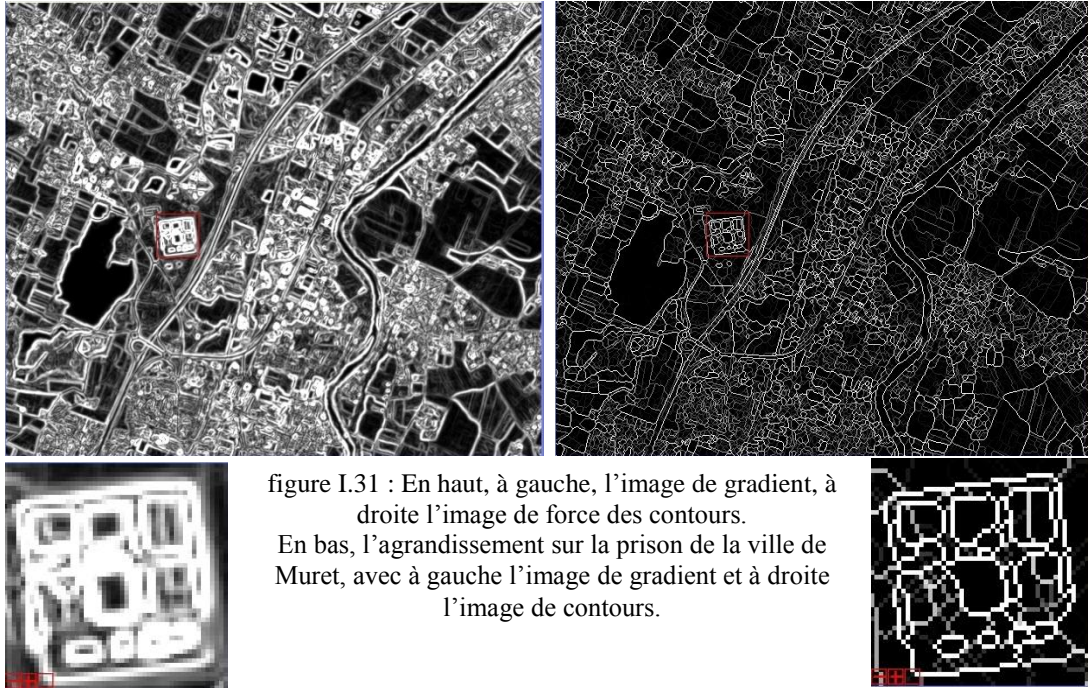 figure I.31 : En haut, à gauche, l’image de gradient, à
droite l’image de force des contours.
En bas, l’agrandissement sur la prison de la ville de
Muret, avec à gauche l’image de gradient et à droite
l’image de contours.